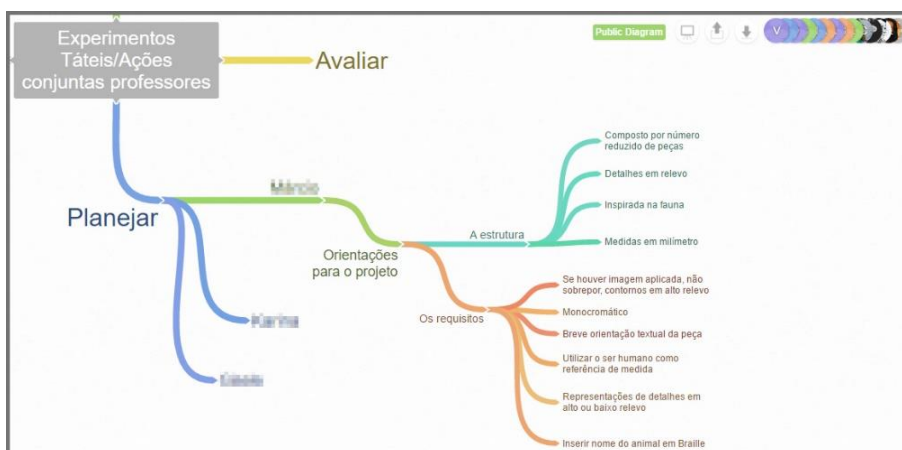 Experimentos
Táteis/Ações
conjuntas professores
Avaliar
Public Diagram
V
Planejar
Orientações
para o projeto
A estrutura
Composto por número
reduzido de peças
Detalhes em relevo
Inspirada na fauna
Medidas em milímetro
Os requisitos
Se houver imagem aplicada, não
sobrepor, contornos em alto relevo
Monocromático
Breve orientação textual da peça
Utilizar o ser humano como
referência de medida
Representações de detalhes em
alto ou baixo relevo
Inserir nome do animal em Braille